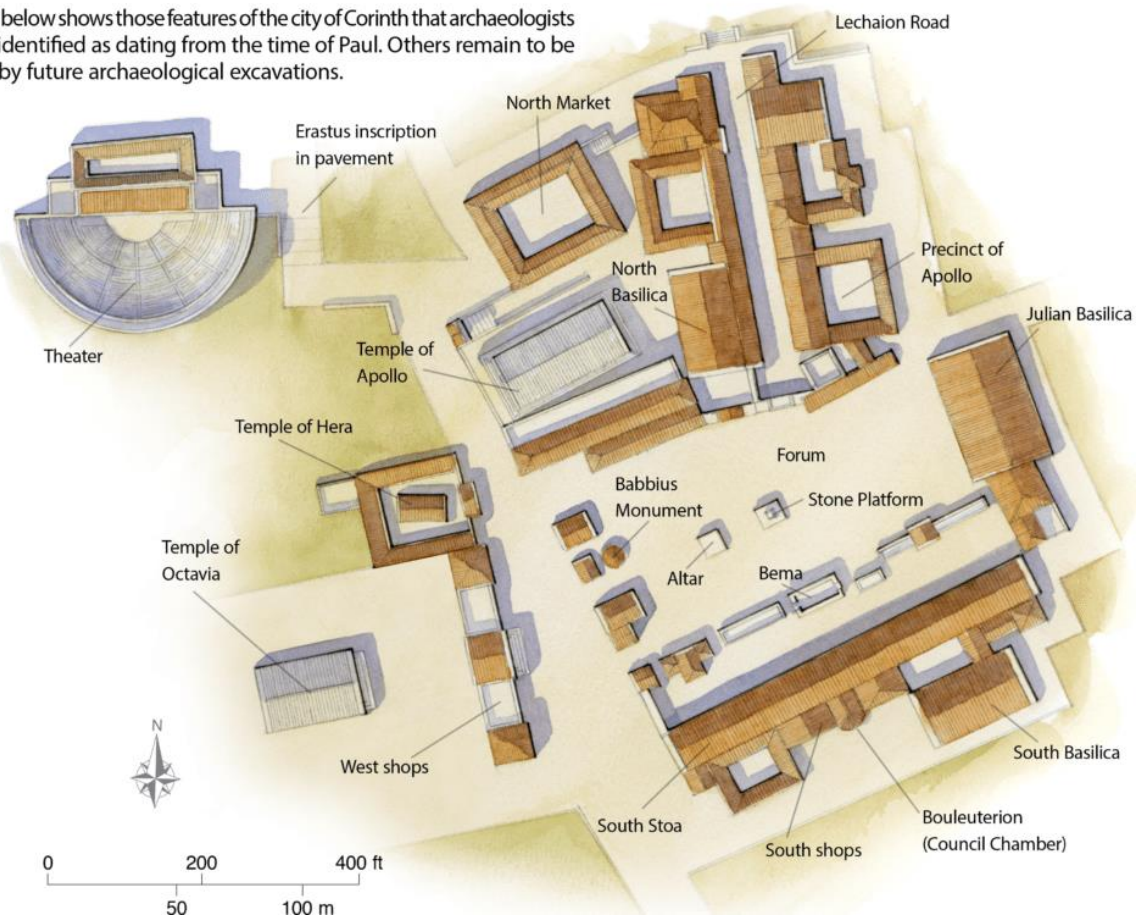 below shows those features of the city of Corinth that archaeologists
identified as dating from the time of Paul. Others remain to be
by future archaeological excavations.
Lechaion Road
North Market
Erastus inscription
in pavement
Precinct of
Apollo
North
Basilica
Julian Basilica
Theater
Temple of
Apollo
Temple of Hera
Forum
Babbius
Monument
Stone Platform
Temple of
Octavia
Altar
Bema
N
West shops
South Basilica
South Stoa
Bouleuterion
(Council Chamber)
South shops
0 200 400 ft
50 100 m